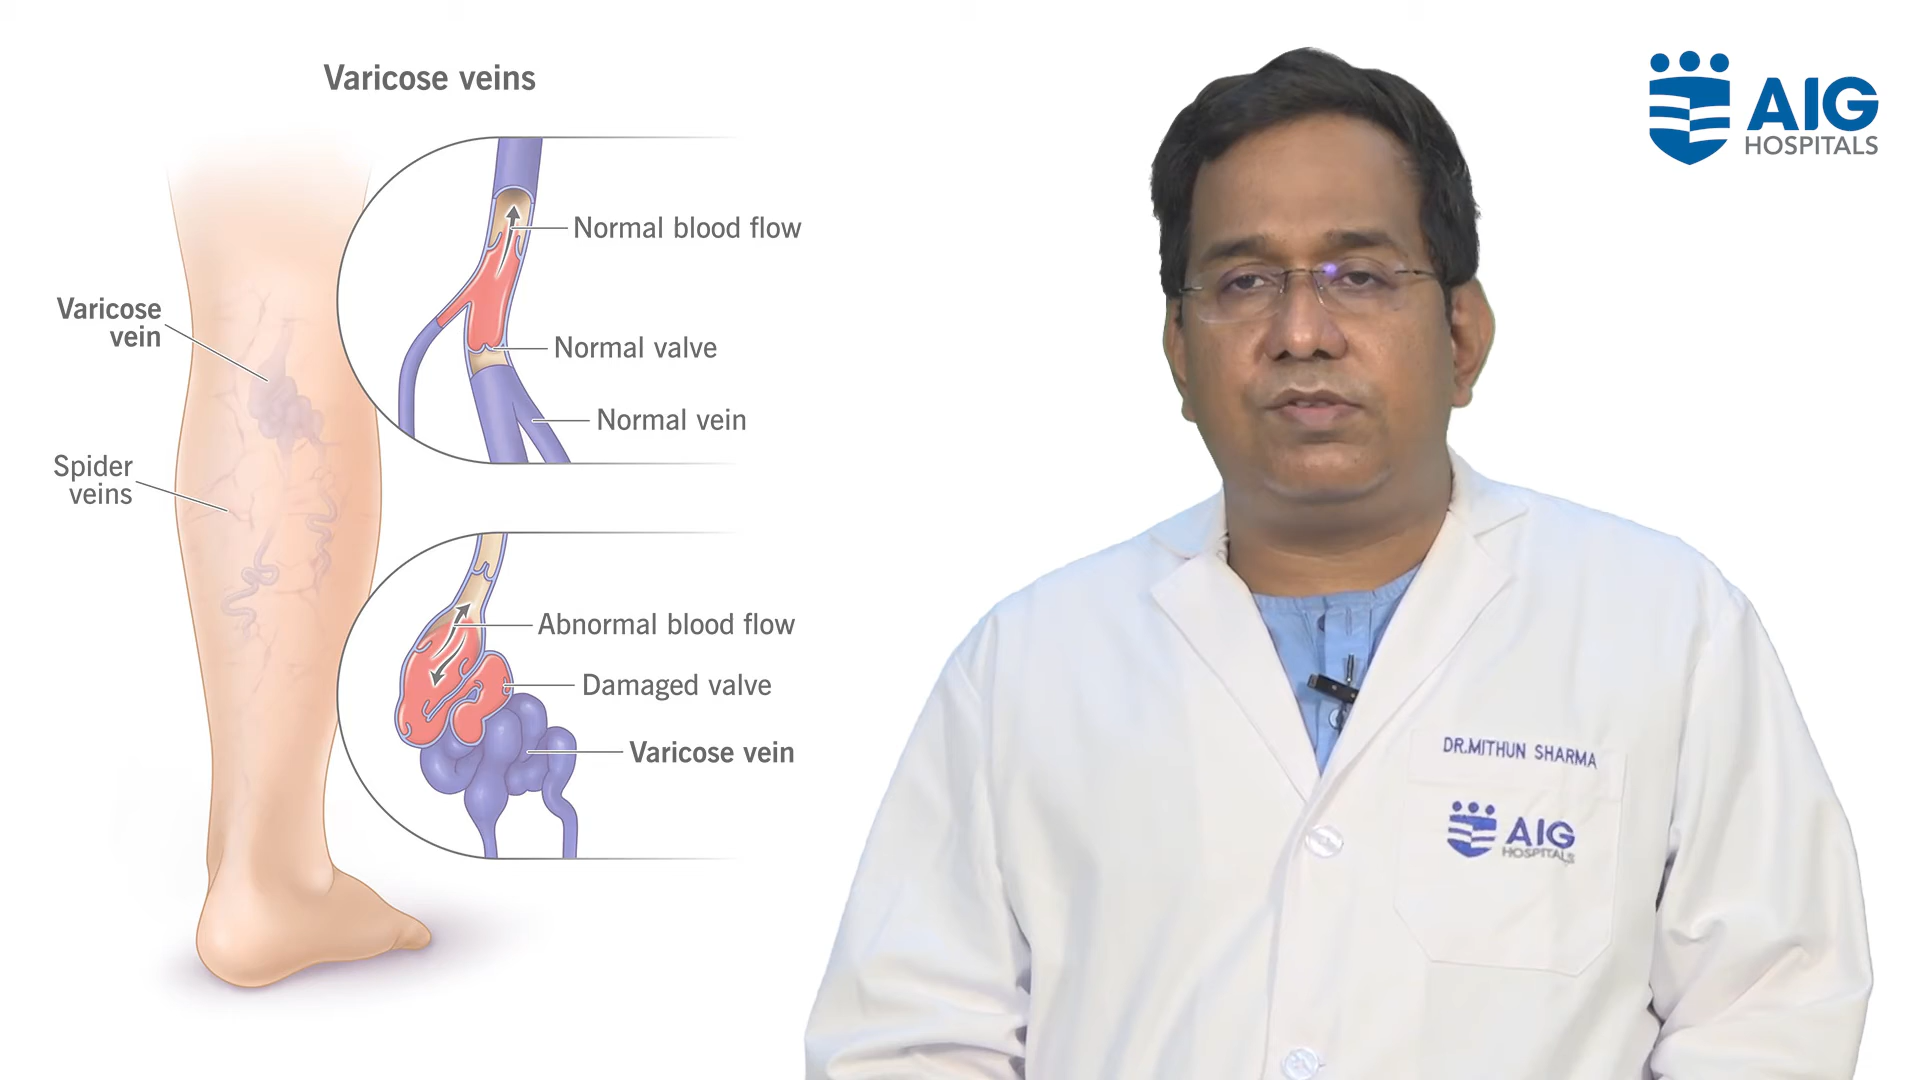 Varicose veins
AIG
HOSPITALS
Normal blood flow
Varicose
vein
Normal valve
Normal vein
Spider
veins
Abnormal blood flow
Damaged valve
Varicose vein
DR.MITHUN SHARMA
AIG
HOSPITALS